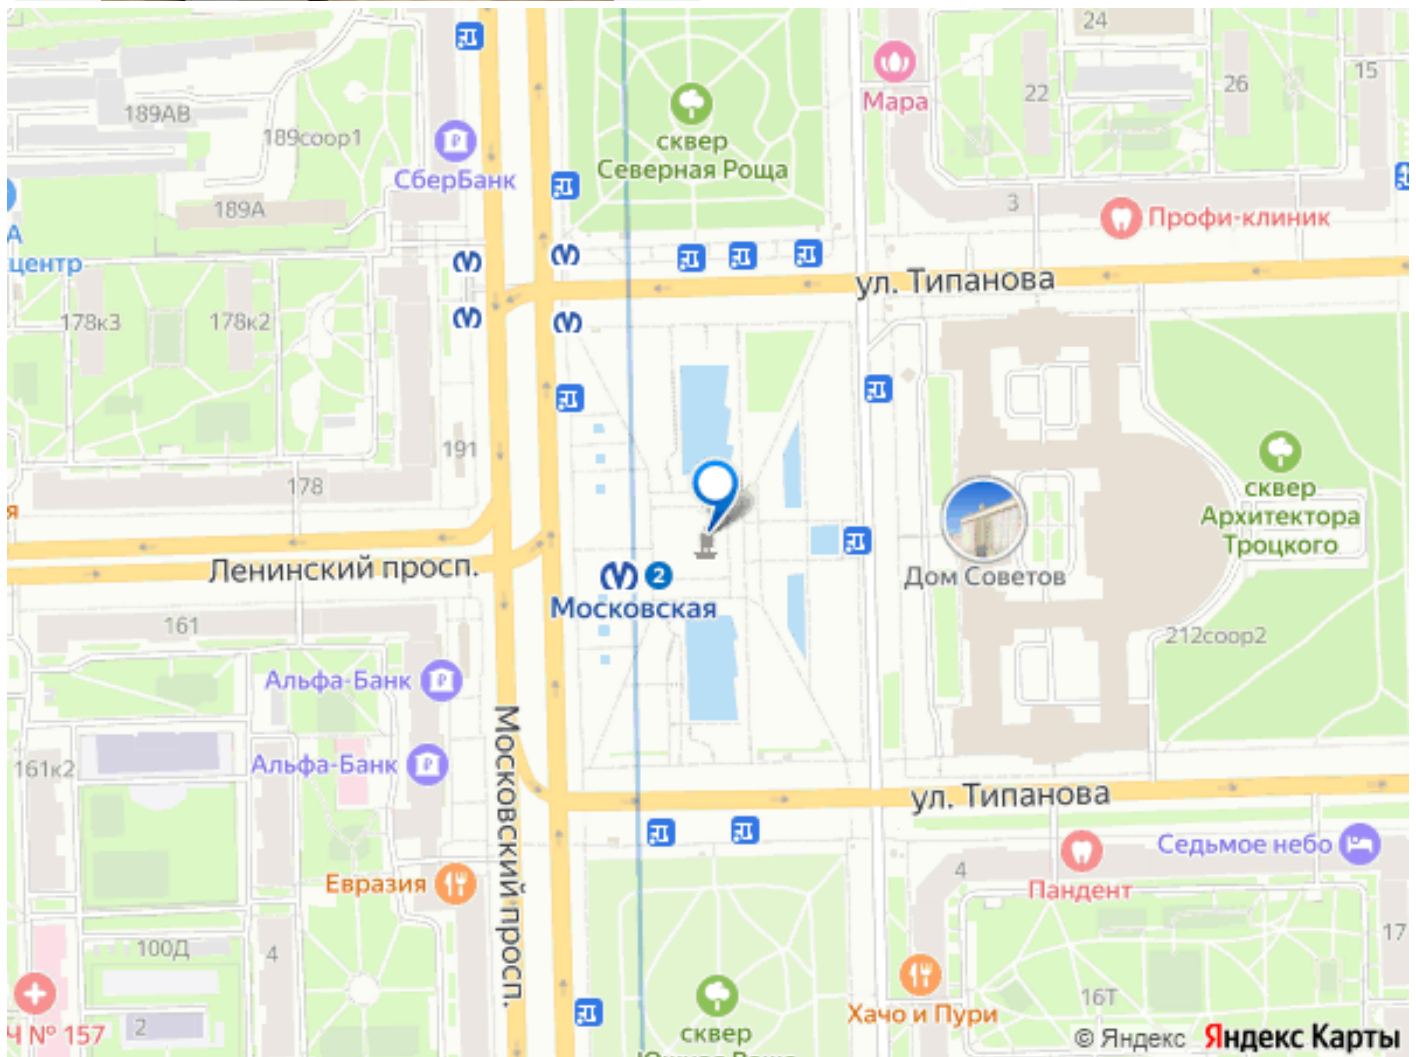 24
15
22
26
Мара
189АВ
189соор1
сквер
Северная Роща
СберБанк
189А
3
Профи-клиник
А
центр
ул. Типанова
178к3
178к2
191
178
я
сквер
Архитектора
Троцкого
Ленинский просп.
2
Московская
Дом Советов
161
212соор2
Альфа-Банк
Московский просп.
161к2
Альфа-Банк
ул. Типанова
Седьмое небо
Евразия
4
Пандент
100Д
4
17
16Т
Хачо и Пури
Ч № 157
2
сквер
Южная Роща
© Яндекс Яндекс Карты